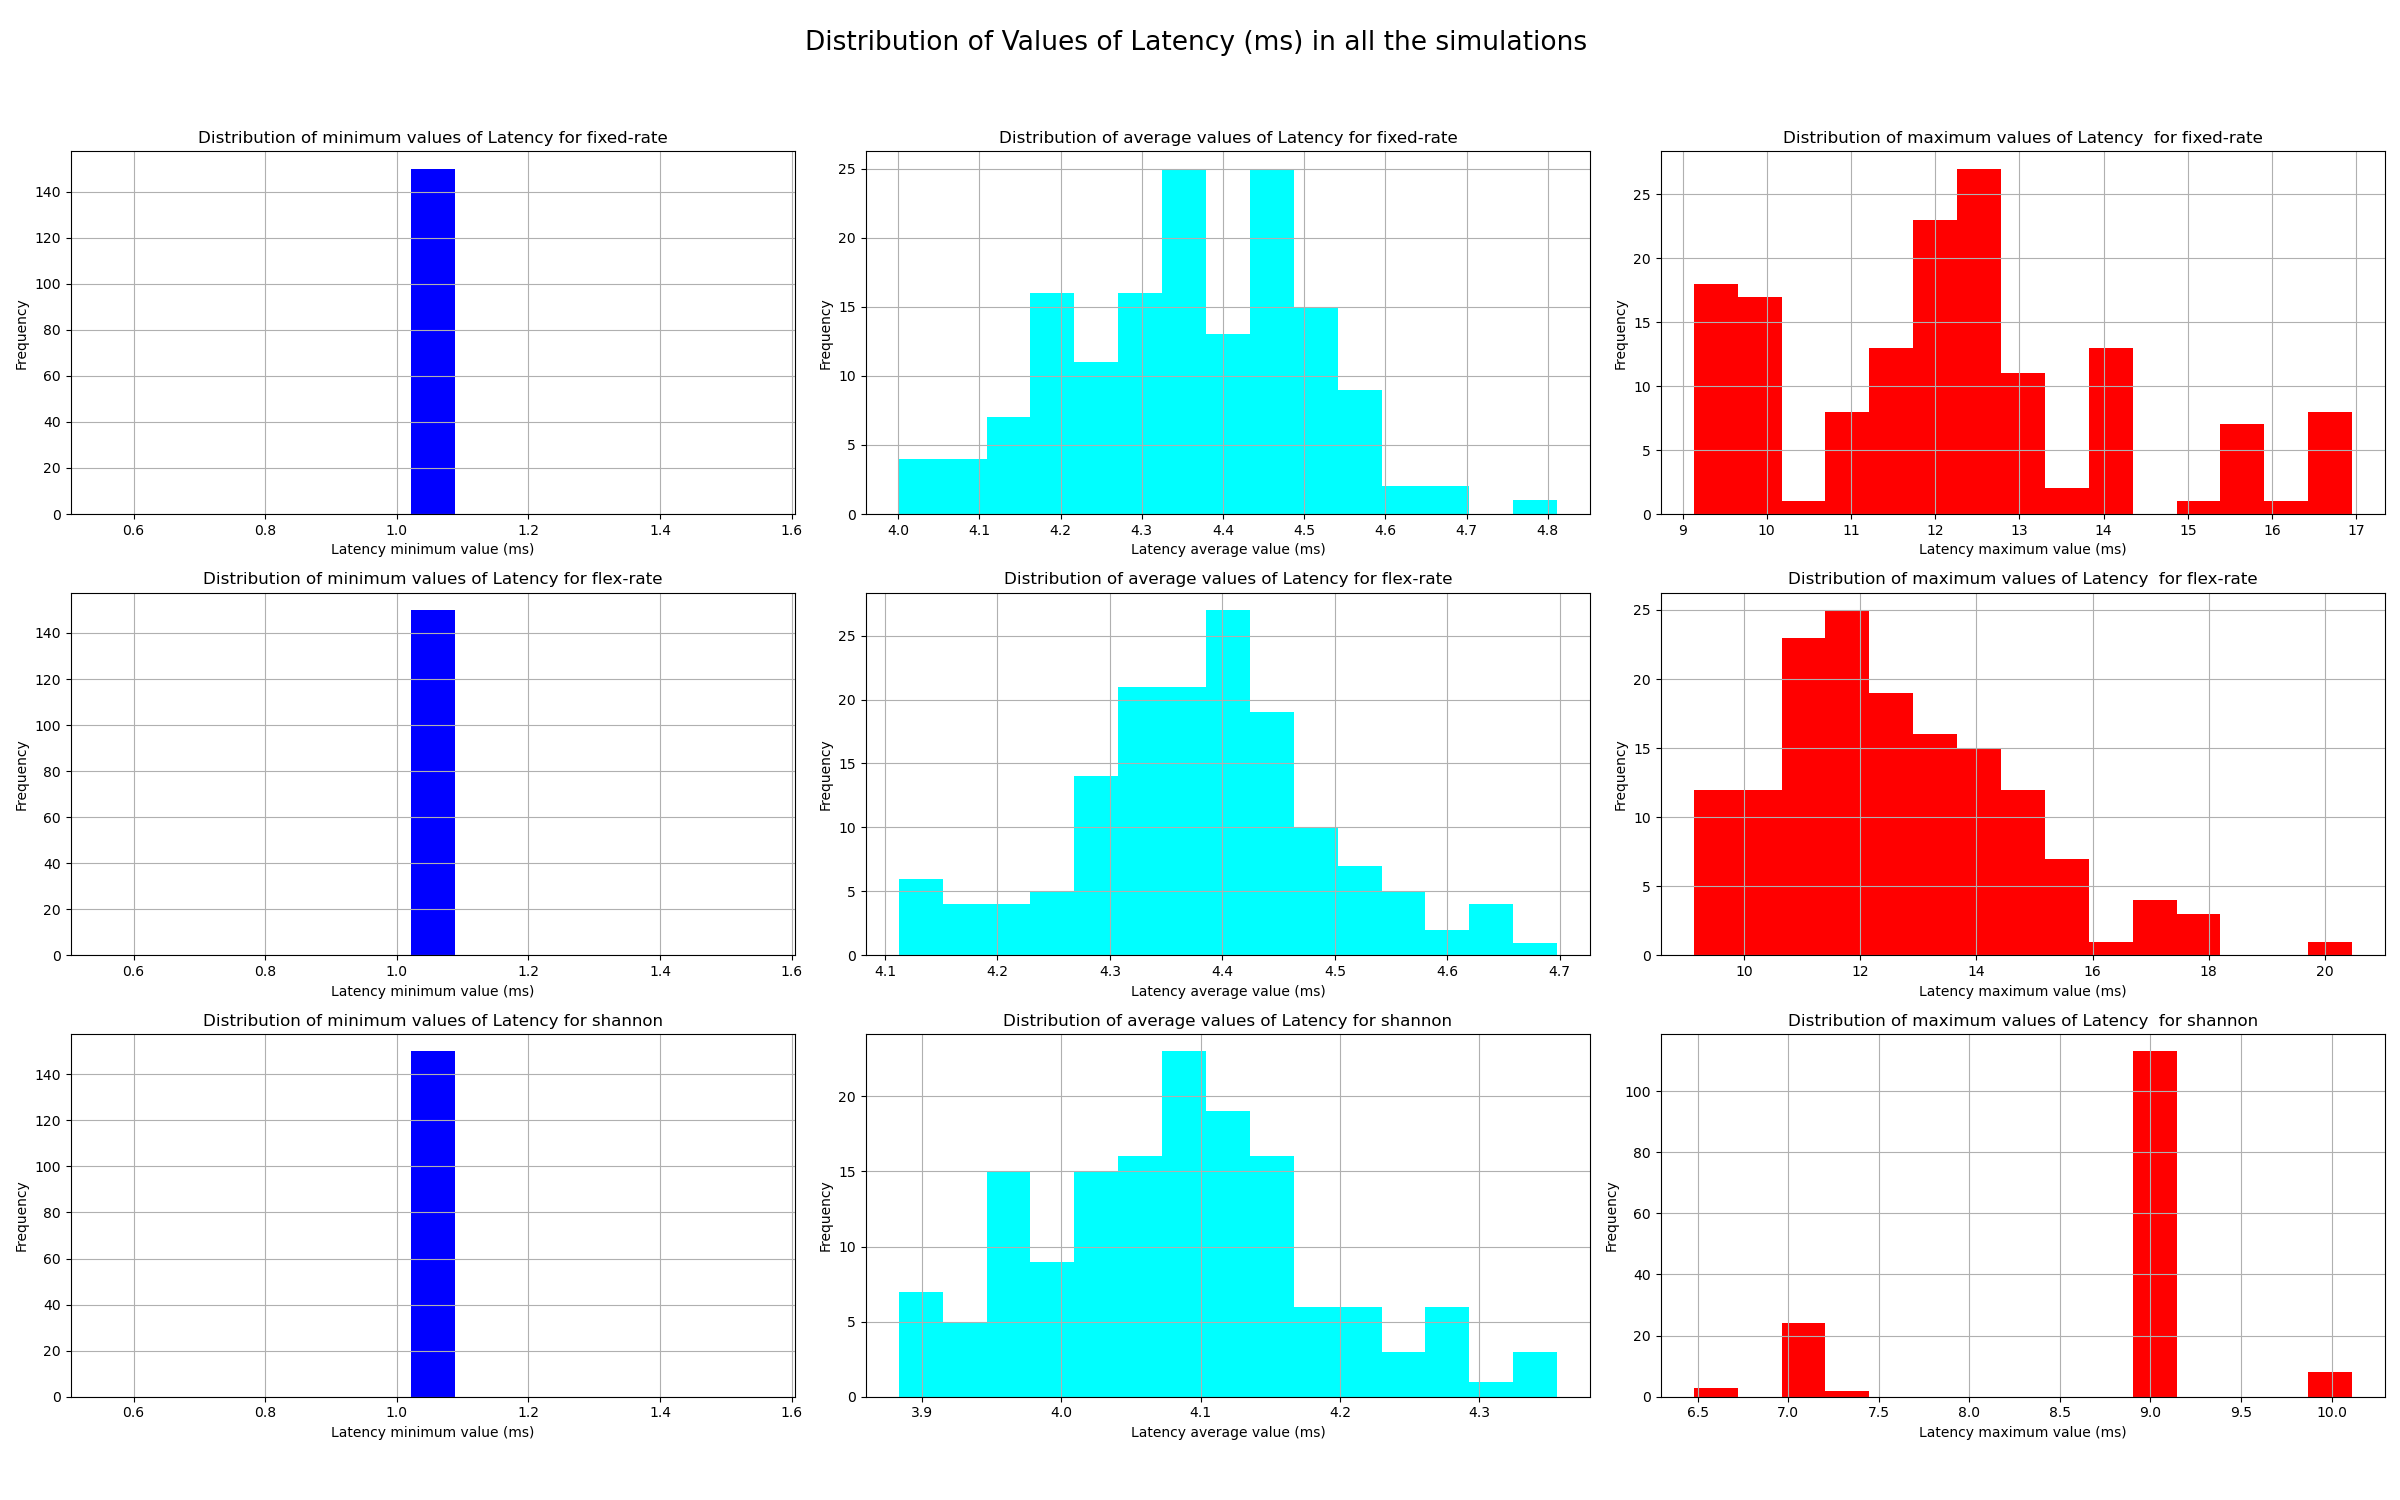 Distribution of Values of Latency (ms) in all the simulations
Distribution of minimum values of Latency for fixed-rate
Frequency
0 20 40 60 80 100 120 140
0.6 0.8 1.0 1.2 1.4 1.6
Latency minimum value (ms)
Distribution of average values of Latency for fixed-rate
Frequency
0 5 10 15 20 25
4.0 4.1 4.2 4.3 4.4 4.5 4.6 4.7 4.8
Latency average value (ms)
Distribution of maximum values of Latency  for fixed-rate
Frequency
0 5 10 15 20 25
9 10 11 12 13 14 15 16 17
Latency maximum value (ms)
Distribution of minimum values of Latency for flex-rate
Frequency
0 20 40 60 80 100 120 140
0.6 0.8 1.0 1.2 1.4 1.6
Latency minimum value (ms)
Distribution of average values of Latency for flex-rate
Frequency
0 5 10 15 20 25
4.1 4.2 4.3 4.4 4.5 4.6 4.7
Latency average value (ms)
Distribution of maximum values of Latency  for flex-rate
Frequency
0 5 10 15 20 25
10 12 14 16 18 20
Latency maximum value (ms)
Distribution of minimum values of Latency for shannon
Frequency
0 20 40 60 80 100 120 140
0.6 0.8 1.0 1.2 1.4 1.6
Latency minimum value (ms)
Distribution of average values of Latency for shannon
Frequency
0 5 10 15 20
3.9 4.0 4.1 4.2 4.3
Latency average value (ms)
Distribution of maximum values of Latency  for shannon
Frequency
0 20 40 60 80 100
6.5 7.0 7.5 8.0 8.5 9.0 9.5 10.0
Latency maximum value (ms)